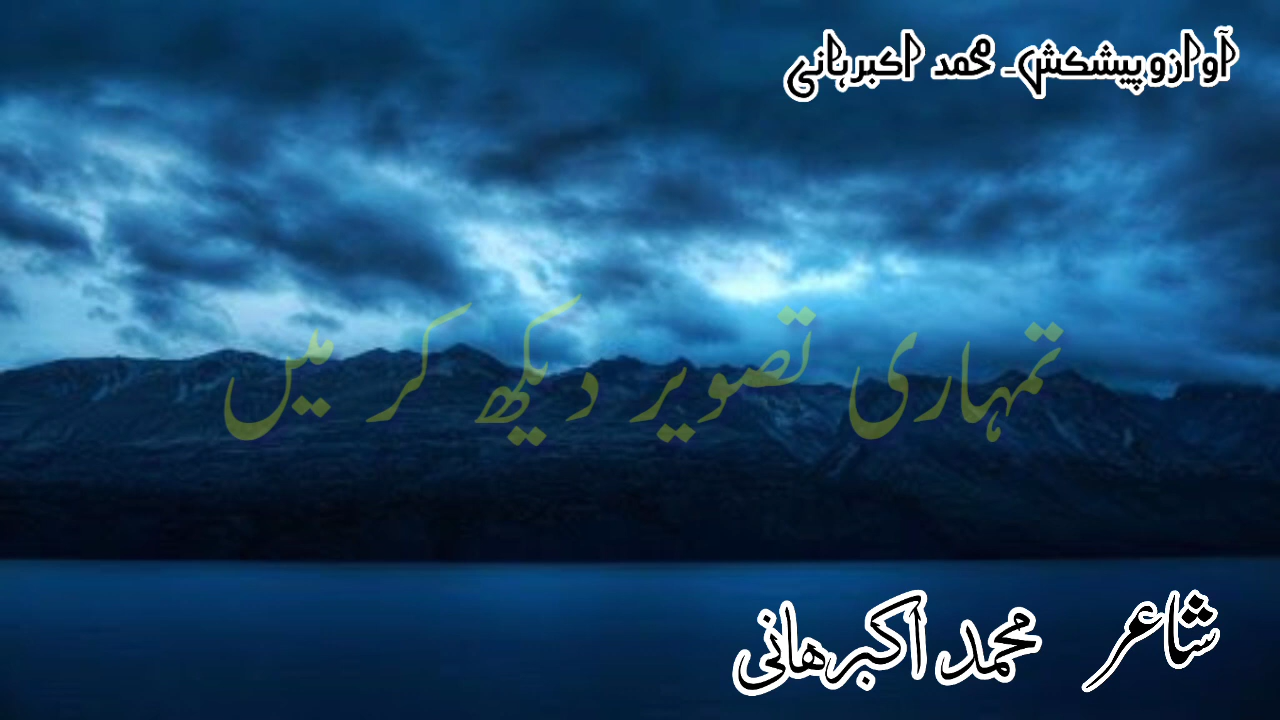 آواز و پیشکش۔ محمد اکبر ہانی
تمہاری تصویر دیکھ کر میں
شاعر محمد اکبر ھانی